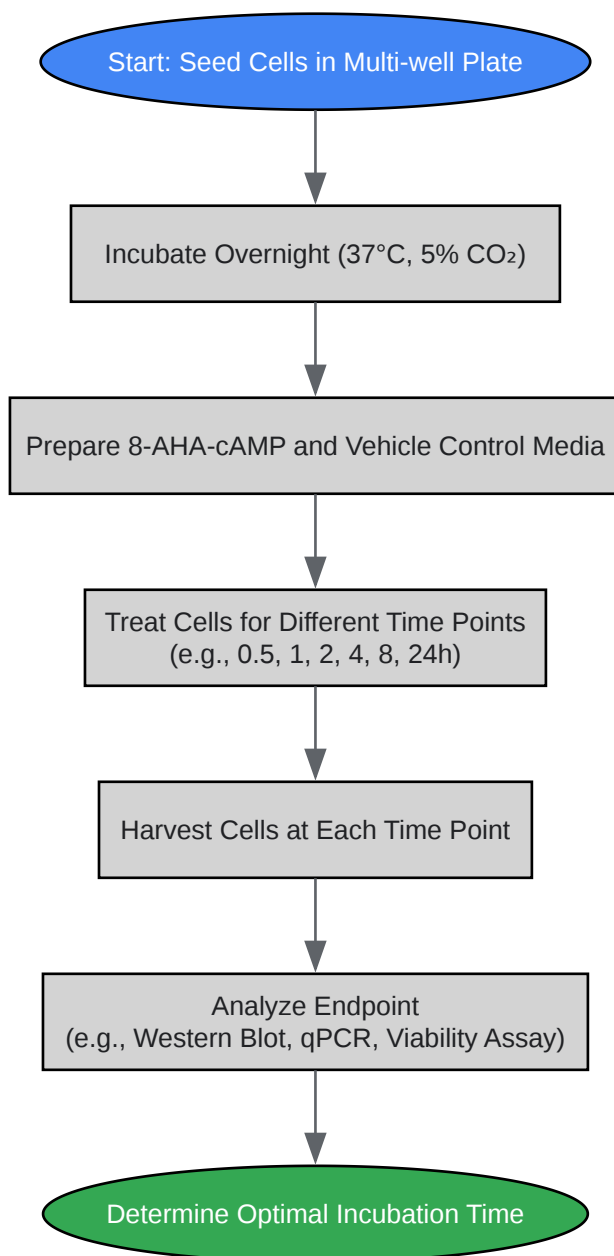 Start: Seed Cells in Multi-well Plate
Incubate Overnight (37°C, 5% CO₂)
Prepare 8-AHA-cAMP and Vehicle Control Media
Treat Cells for Different Time Points
(e.g., 0.5, 1, 2, 4, 8, 24h)
Harvest Cells at Each Time Point
Analyze Endpoint
(e.g., Western Blot, qPCR, Viability Assay)
Determine Optimal Incubation Time